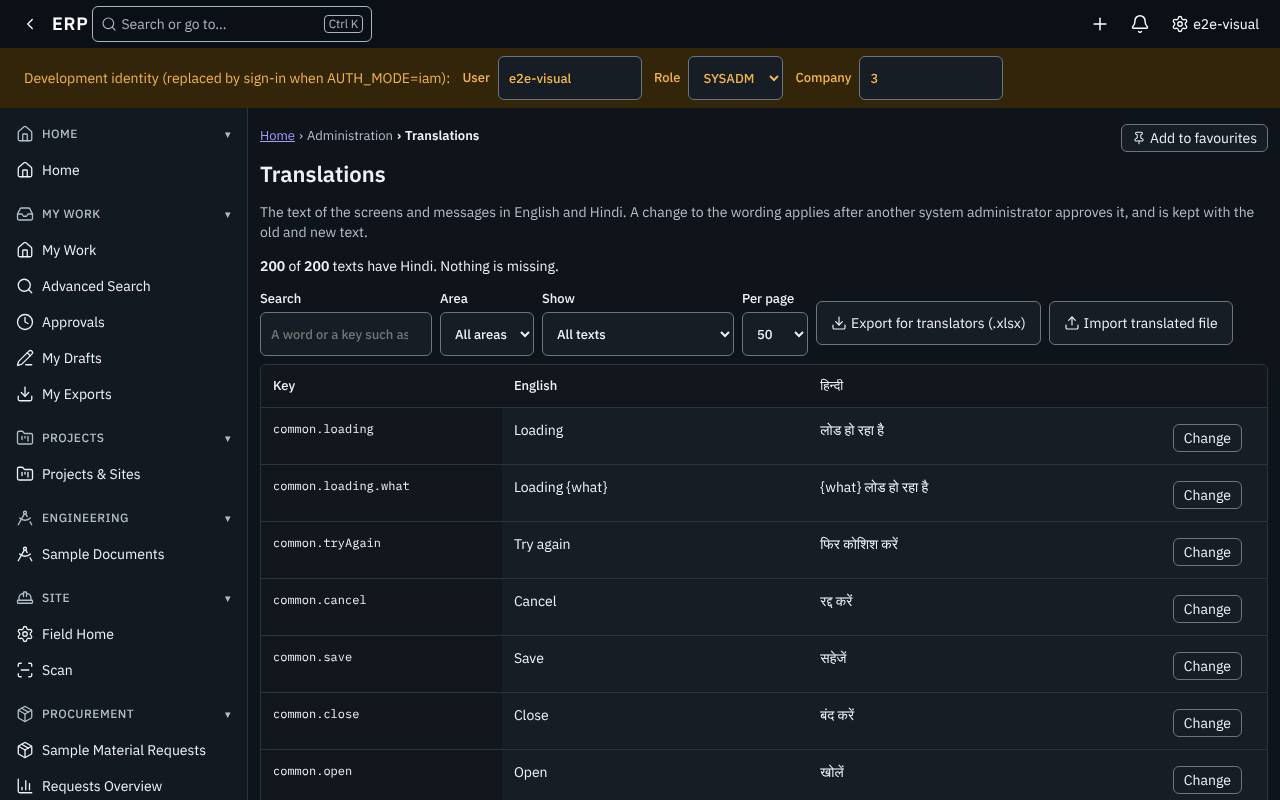 ERP
Search or go to...
Ctrl K
e2e-visual
Development identity (replaced by sign-in when AUTH_MODE=iam):
User
e2e-visual
Role
SYSADM
Company
3
HOME
Home
MY WORK
My Work
Advanced Search
Approvals
My Drafts
My Exports
PROJECTS
Projects & Sites
ENGINEERING
Sample Documents
SITE
Field Home
Scan
PROCUREMENT
Sample Material Requests
Requests Overview
Home › Administration › Translations
Add to favourites
Translations
The text of the screens and messages in English and Hindi. A change to the wording applies after another system administrator approves it, and is kept with the
old and new text.
200 of 200 texts have Hindi. Nothing is missing.
Search
A word or a key such as
Area
All areas
Show
All texts
Per page
50
Export for translators (.xlsx)
Import translated file
Key English हिन्दी
common.loading Loading लोड हो रहा है Change
common.loading.what Loading {what} {what} लोड हो रहा है Change
common.tryAgain Try again फिर कोशिश करें Change
common.cancel Cancel रद्द करें Change
common.save Save सहेजें Change
common.close Close बंद करें Change
common.open Open खोलें Change